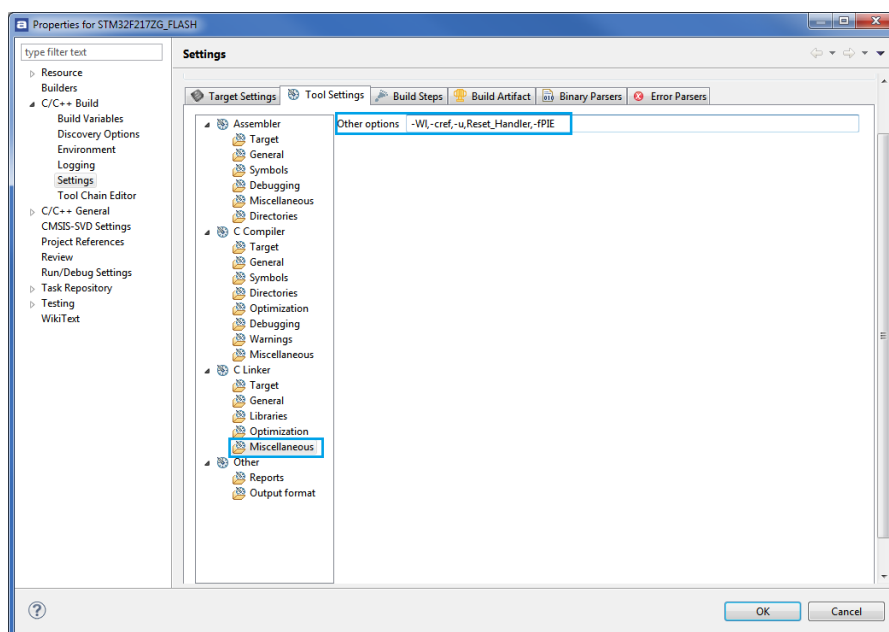 Properties for STM32F217ZG_FLASH
type filter text
Resource
Builders
C/C++ Build
Build Variables
Discovery Options
Environment
Logging
Settings
Tool Chain Editor
C/C++ General
CMSIS-SVD Settings
Project References
Review
Run/Debug Settings
Task Repository
Testing
WikiText
Settings
Target Settings Tool Settings Build Steps Build Artifact Binary Parsers Error Parsers
Assembler
Target
General
Symbols
Debugging
Miscellaneous
Directories
C Compiler
Target
General
Symbols
Directories
Optimization
Debugging
Warnings
Miscellaneous
C Linker
Target
General
Libraries
Optimization
Miscellaneous
Other
Reports
Output format
Other options -Wl,-cref,-u,Reset_Handler,-fPIE
OK Cancel